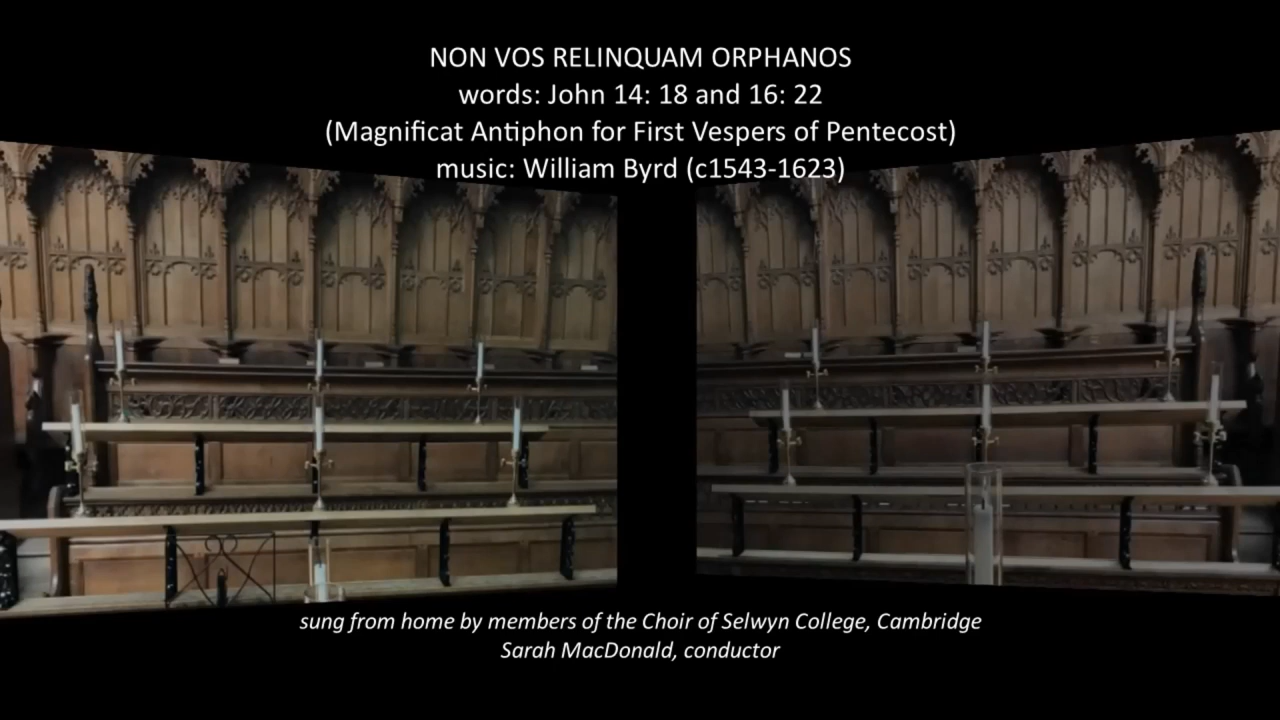 NON VOS RELINQUAM ORPHANOS
words: John 14: 18 and 16: 22
(Magnificat Antiphon for First Vespers of Pentecost)
music: William Byrd (c1543-1623)
sung from home by members of the Choir of Selwyn College, Cambridge
Sarah MacDonald, conductor